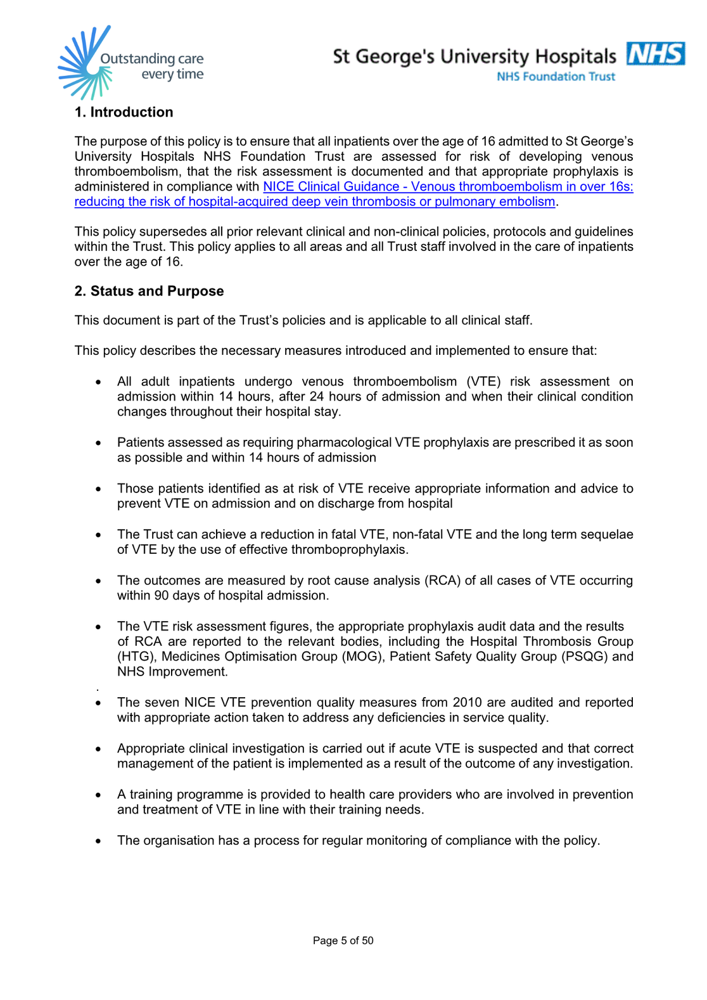 Outstanding care
every time
St George's University Hospitals NHS
NHS Foundation Trust
1. Introduction
The purpose of this policy is to ensure that all inpatients over the age of 16 admitted to St George’s
University Hospitals NHS Foundation Trust are assessed for risk of developing venous
thromboembolism, that the risk assessment is documented and that appropriate prophylaxis is
administered in compliance with NICE Clinical Guidance - Venous thromboembolism in over 16s:
reducing the risk of hospital-acquired deep vein thrombosis or pulmonary embolism.
This policy supersedes all prior relevant clinical and non-clinical policies, protocols and guidelines
within the Trust. This policy applies to all areas and all Trust staff involved in the care of inpatients
over the age of 16.
2. Status and Purpose
This document is part of the Trust’s policies and is applicable to all clinical staff.
This policy describes the necessary measures introduced and implemented to ensure that:
• All adult inpatients undergo venous thromboembolism (VTE) risk assessment on
admission within 14 hours, after 24 hours of admission and when their clinical condition
changes throughout their hospital stay.
• Patients assessed as requiring pharmacological VTE prophylaxis are prescribed it as soon
as possible and within 14 hours of admission
• Those patients identified as at risk of VTE receive appropriate information and advice to
prevent VTE on admission and on discharge from hospital
• The Trust can achieve a reduction in fatal VTE, non-fatal VTE and the long term sequelae
of VTE by the use of effective thromboprophylaxis.
• The outcomes are measured by root cause analysis (RCA) of all cases of VTE occurring
within 90 days of hospital admission.
• The VTE risk assessment figures, the appropriate prophylaxis audit data and the results
of RCA are reported to the relevant bodies, including the Hospital Thrombosis Group
(HTG), Medicines Optimisation Group (MOG), Patient Safety Quality Group (PSQG) and
NHS Improvement.
.
• The seven NICE VTE prevention quality measures from 2010 are audited and reported
with appropriate action taken to address any deficiencies in service quality.
• Appropriate clinical investigation is carried out if acute VTE is suspected and that correct
management of the patient is implemented as a result of the outcome of any investigation.
• A training programme is provided to health care providers who are involved in prevention
and treatment of VTE in line with their training needs.
• The organisation has a process for regular monitoring of compliance with the policy.
Page 5 of 50